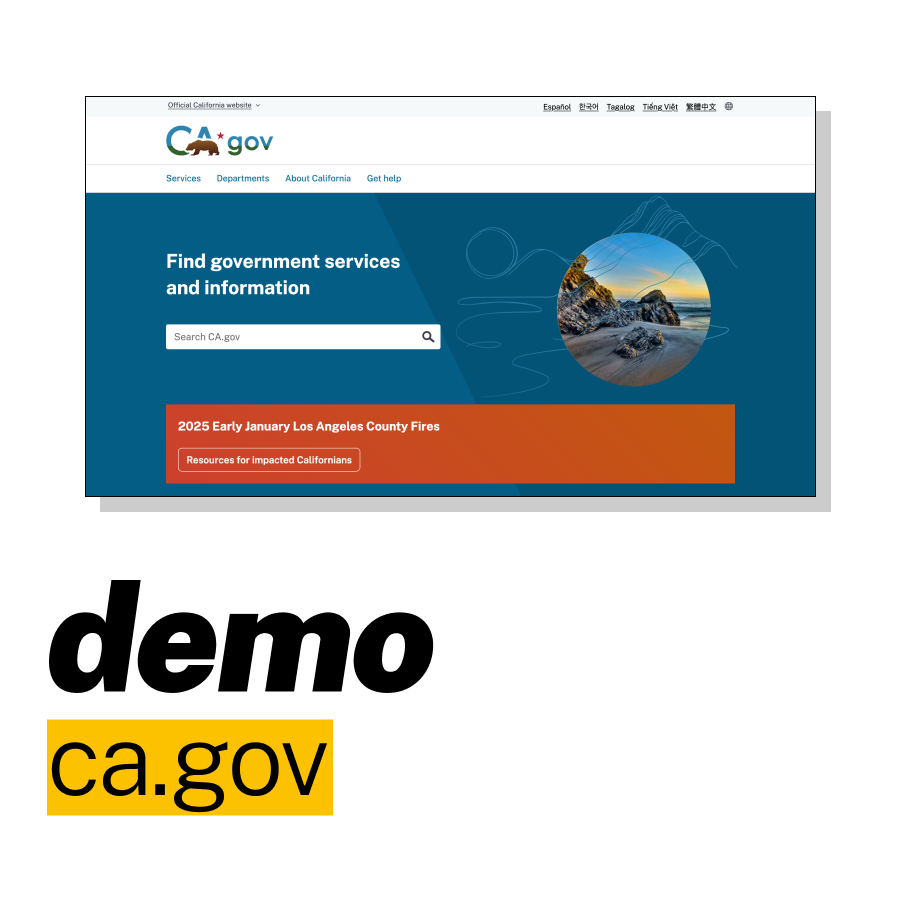 Official California website
Español 한국어 Tagalog Tiếng Việt 繁體中文
CA gov
Services Departments About California Get help
Find government services
and information
Search CA.gov
2025 Early January Los Angeles County Fires
Resources for impacted Californians
demo
ca.gov